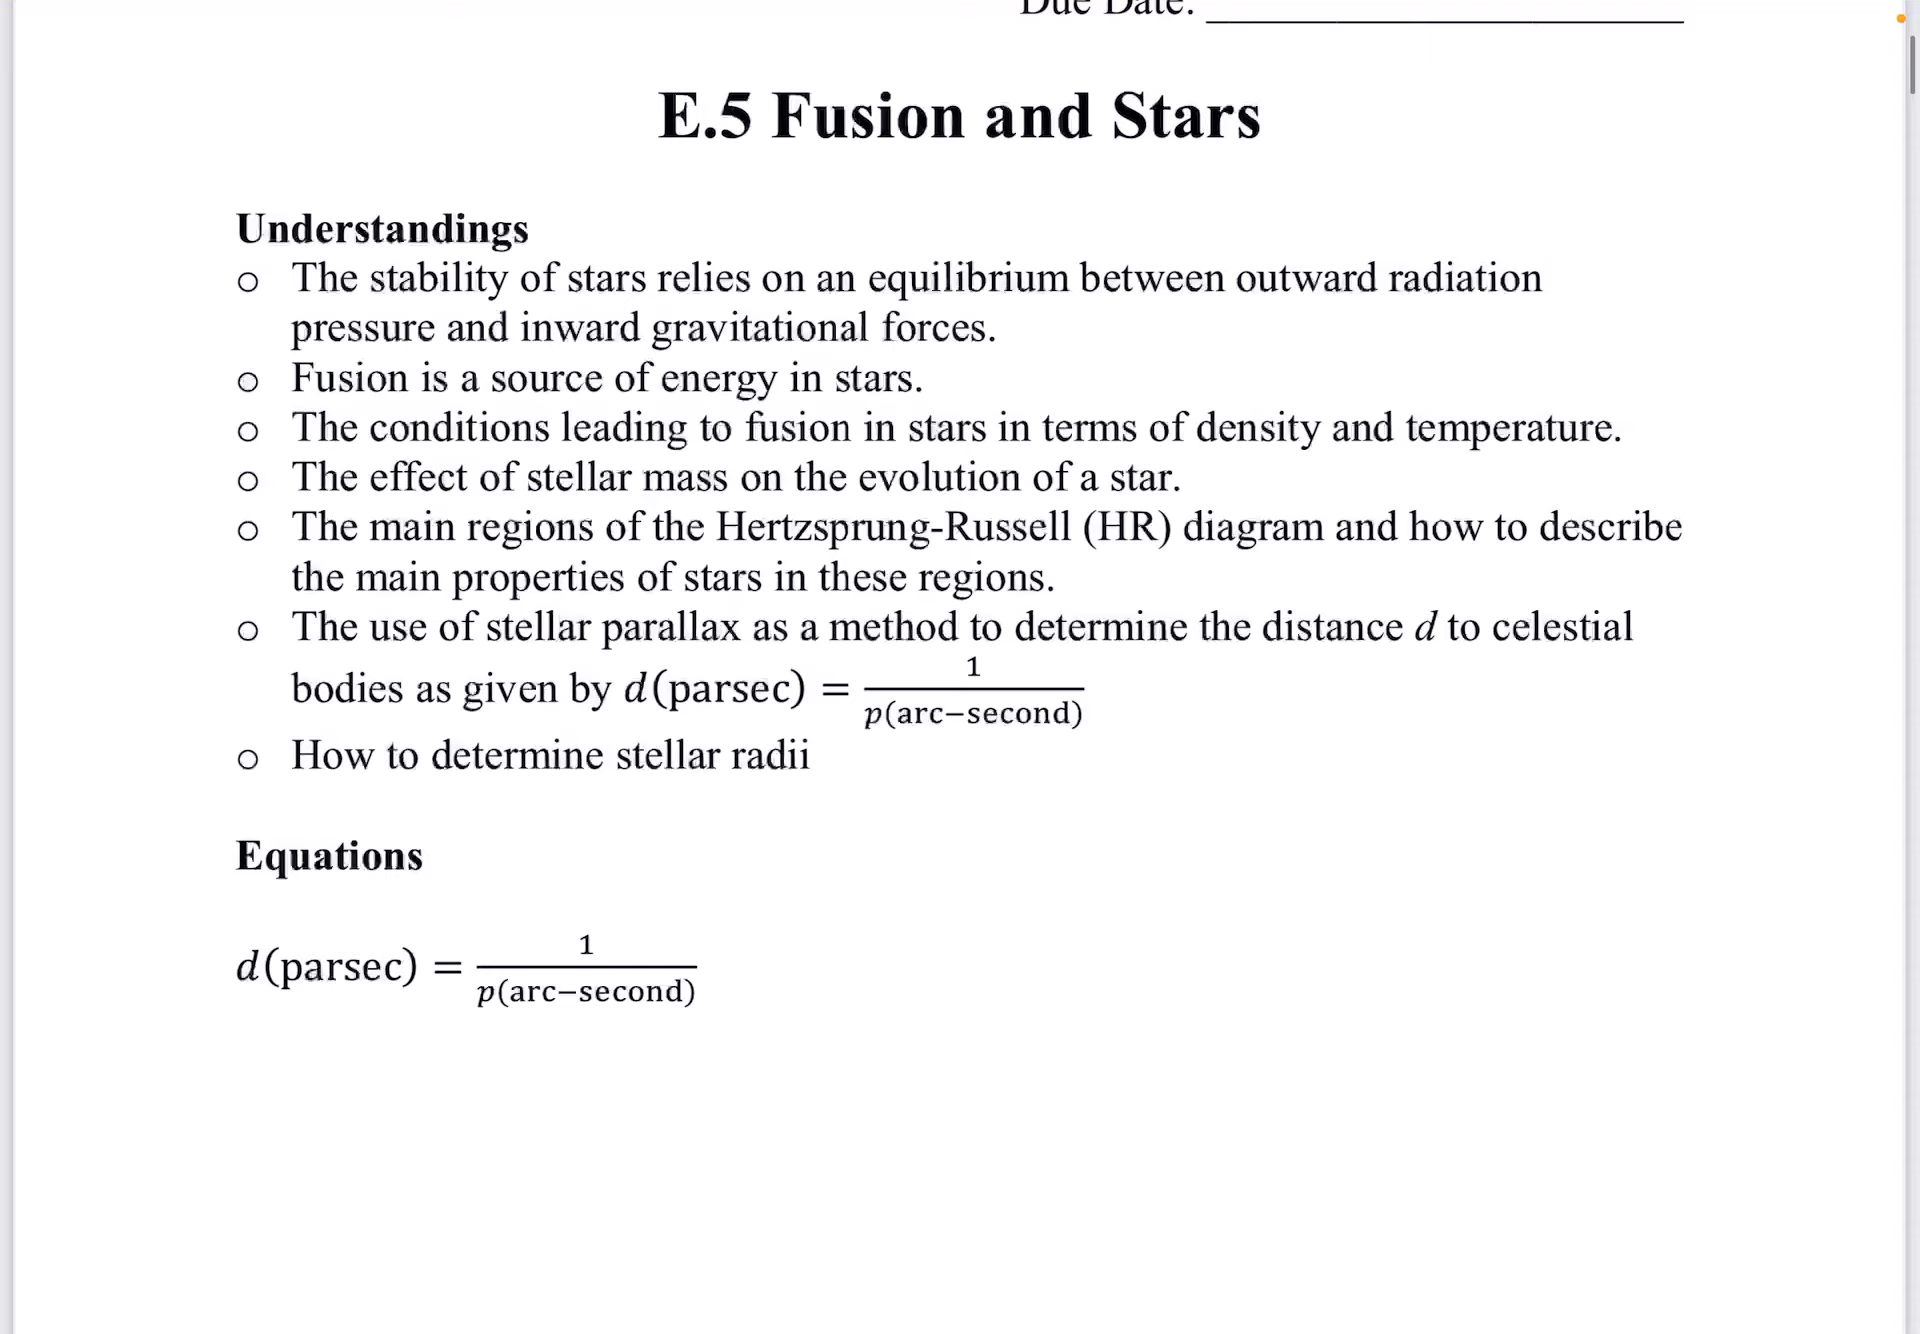 Due Date: ______________________
E.5 Fusion and Stars
Understandings
o The stability of stars relies on an equilibrium between outward radiation
pressure and inward gravitational forces.
o Fusion is a source of energy in stars.
o The conditions leading to fusion in stars in terms of density and temperature.
o The effect of stellar mass on the evolution of a star.
o The main regions of the Hertzsprung-Russell (HR) diagram and how to describe
the main properties of stars in these regions.
o The use of stellar parallax as a method to determine the distance d to celestial
bodies as given by d(parsec) = 1/p(arc−second)
o How to determine stellar radii
Equations
d(parsec) = 1/p(arc−second)